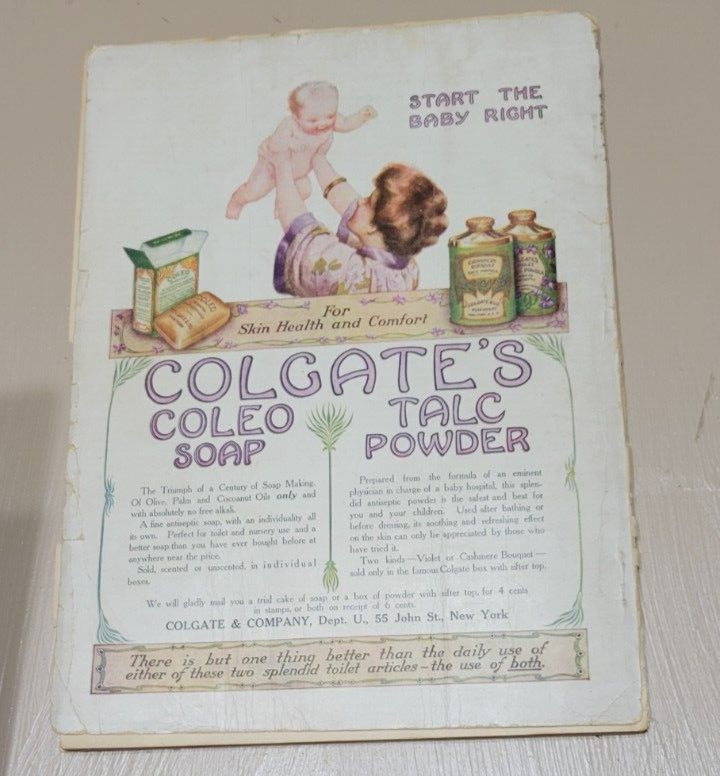 START THE
BABY RIGHT
COLEO
COLEO
CASHMERE
BOUQUET
COLGATE & CO.
For
Skin Health and Comfort
COLGATE'S
COLEO
SOAP
TALC
POWDER
The Triumph of a Century of Soap Making.
Of Olive, Palm and Cocoanut Oils only and
with absolutely no free alkali.
A fine antiseptic soap, with an individuality all
its own. Perfect for toilet and nursery use and a
better soap than you have ever bought before at
anywhere near the price.
Sold, scented or unscented, in individual
boxes.
Prepared from the formula of an eminent
physician in charge of a baby hospital, this splen-
did antiseptic powder is the safest and best for
you and your children. Used after bathing or
before dressing, its soothing and refreshing effect
on the skin can only be appreciated by those who
have tried it.
Two kinds—Violet or Cashmere Bouquet—
sold only in the famous Colgate box with sifter top.
We will gladly mail you a trial cake of soap or a box of powder with sifter top, for 4 cents
in stamps, or both on receipt of 6 cents.
COLGATE & COMPANY, Dept. U., 55 John St., New York
There is but one thing better than the daily use of
either of these two splendid toilet articles—the use of both.